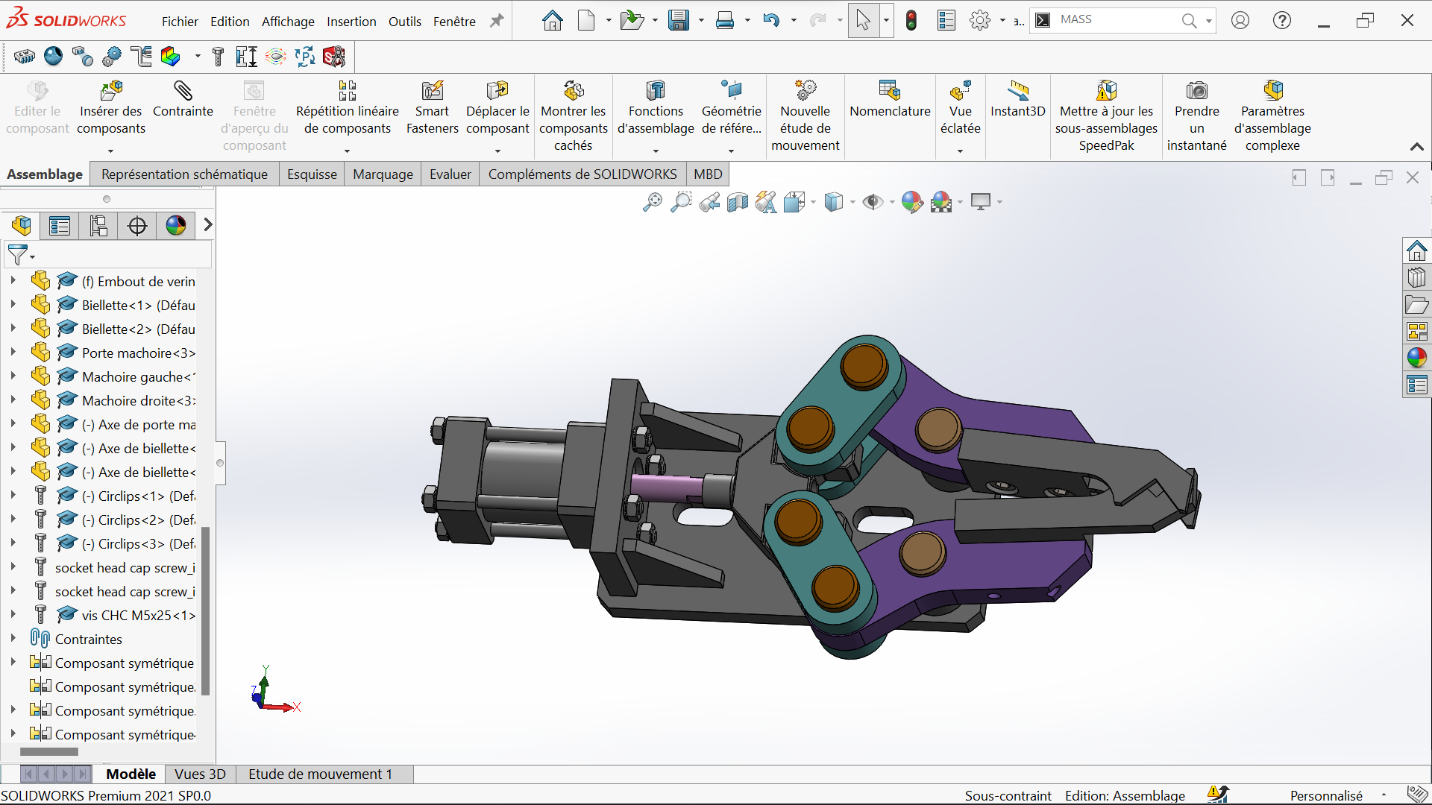 SOLIDWORKS
Fichier Edition Affichage Insertion Outils Fenêtre
a..
MASS
Editer le composant
Insérer des composants
Contrainte
Fenêtre d'aperçu du composant
Répétition linéaire de composants
Smart Fasteners
Déplacer le composant
Montrer les composants cachés
Fonctions d'assemblage
Géométrie de référe...
Nouvelle étude de mouvement
Nomenclature
Vue éclatée
Instant3D
Mettre à jour les sous-assemblages SpeedPak
Prendre un instantané
Paramètres d'assemblage complexe
Assemblage Représentation schématique Esquisse Marquage Evaluer Compléments de SOLIDWORKS MBD
(f) Embout de verin
Biellette<1> (Défau
Biellette<2> (Défau
Porte machoire<3>
Machoire gauche<
Machoire droite<3
(-) Axe de porte ma
(-) Axe de biellette<
(-) Axe de biellette<
(-) Circlips<1> (Def
(-) Circlips<2> (Def
(-) Circlips<3> (Def
socket head cap screw_i
socket head cap screw_i
vis CHC M5x25<1>
Contraintes
Composant symétrique
Composant symétrique
Composant symétrique
Composant symétrique
Y
Z
X
Modèle Vues 3D Etude de mouvement 1
SOLIDWORKS Premium 2021 SP0.0
Sous-contraint Edition: Assemblage Personnalisé